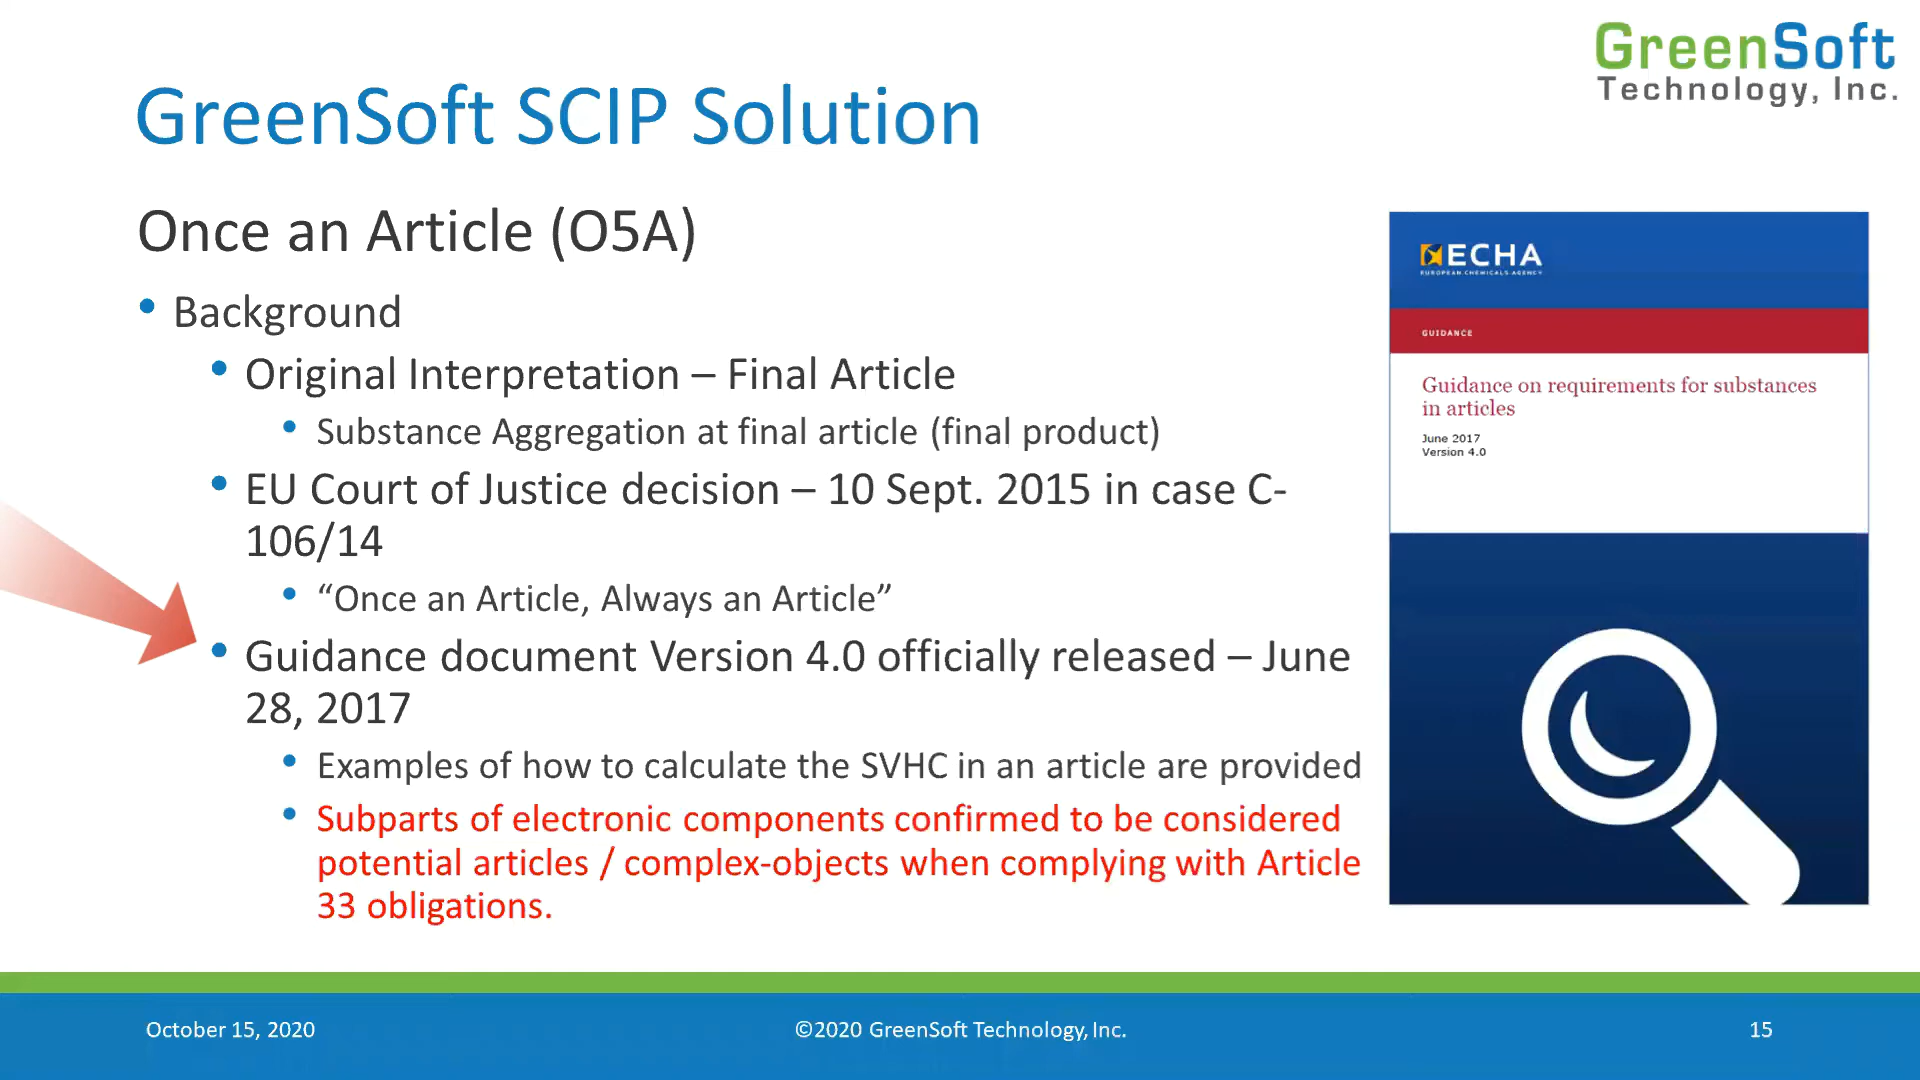 GreenSoft
Technology, Inc.
GreenSoft SCIP Solution
Once an Article (O5A)
• Background
• Original Interpretation – Final Article
• Substance Aggregation at final article (final product)
• EU Court of Justice decision – 10 Sept. 2015 in case C-
106/14
• “Once an Article, Always an Article”
• Guidance document Version 4.0 officially released – June
28, 2017
• Examples of how to calculate the SVHC in an article are provided
• Subparts of electronic components confirmed to be considered
potential articles / complex-objects when complying with Article
33 obligations.
ECHA
EUROPEAN CHEMICALS AGENCY
GUIDANCE
Guidance on requirements for substances
in articles
June 2017
Version 4.0
October 15, 2020
©2020 GreenSoft Technology, Inc.
15